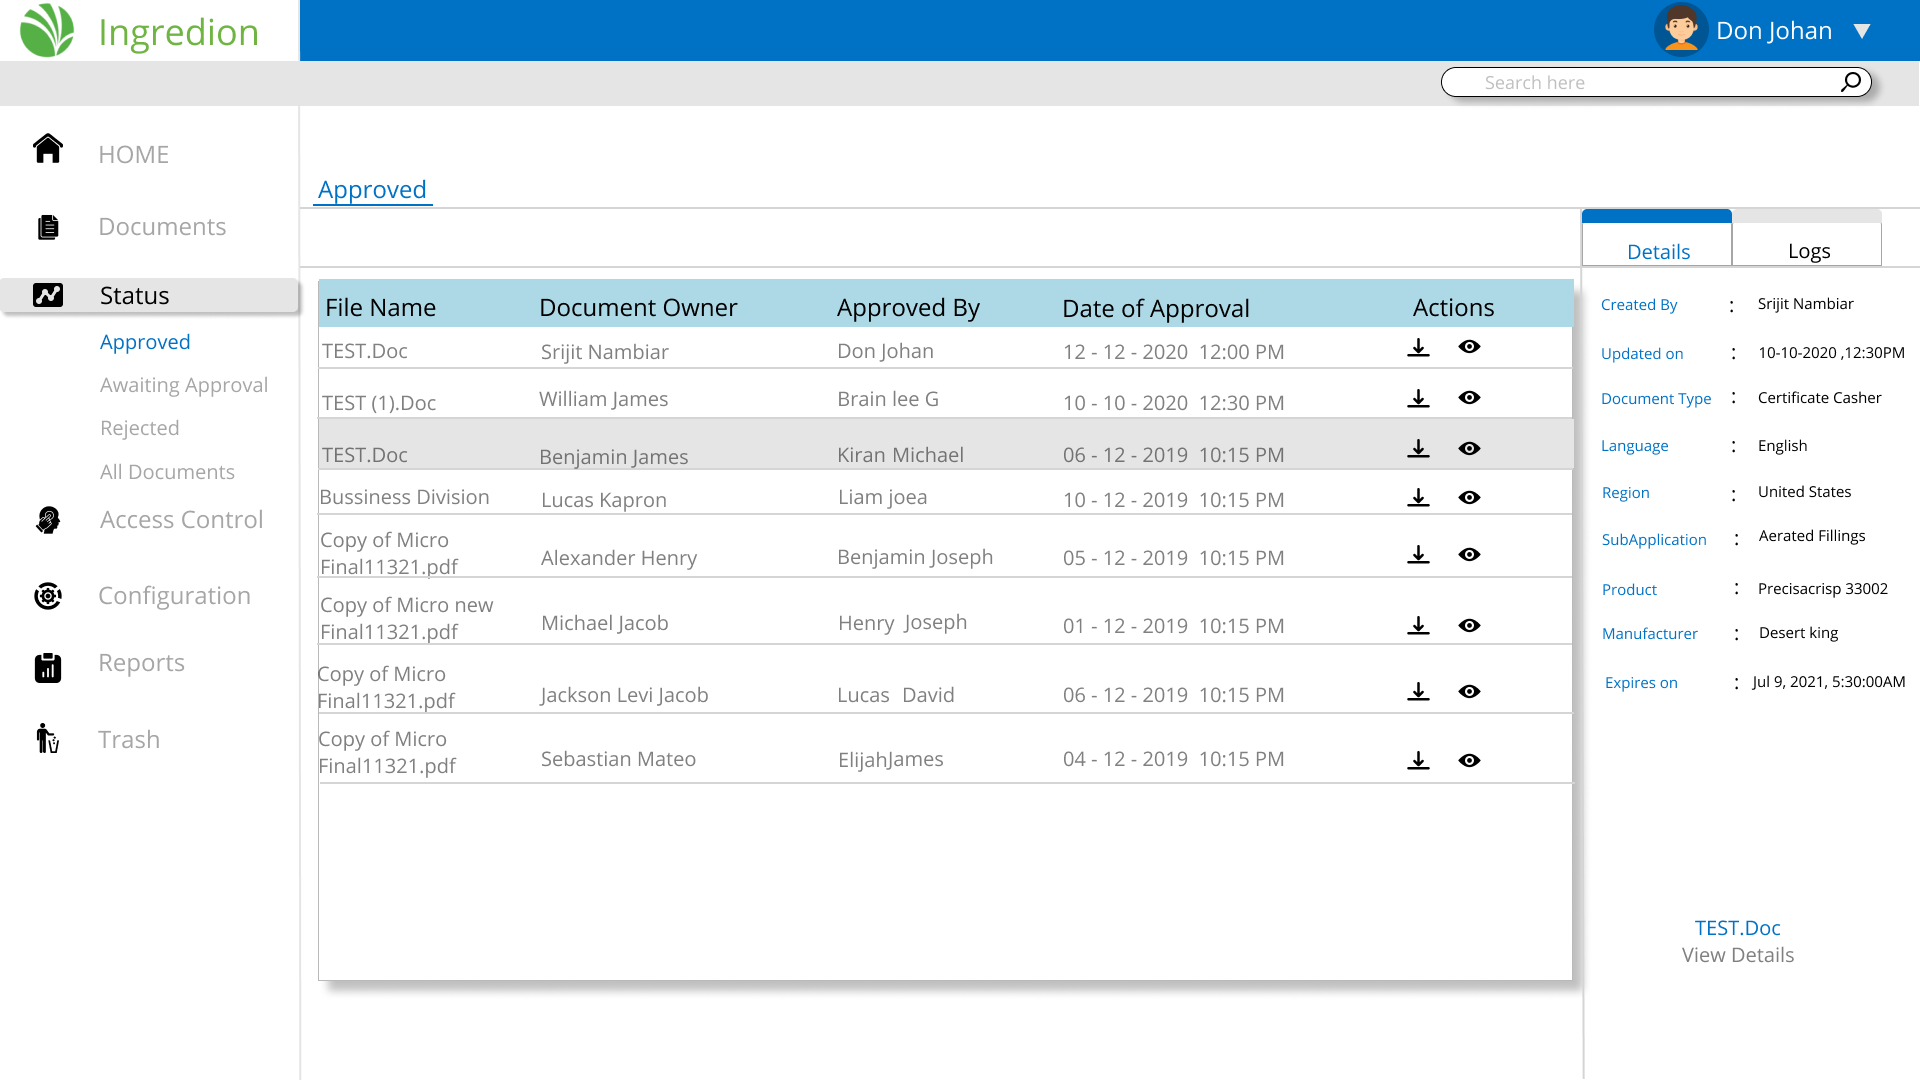 Ingredion
Don Johan
Search here
HOME
Documents
Status
Approved
Awaiting Approval
Rejected
All Documents
Access Control
Configuration
Reports
Trash
Approved
File Name Document Owner Approved By Date of Approval Actions
TEST.Doc Srijit Nambiar Don Johan 12 - 12 - 2020 12:00 PM
TEST (1).Doc William James Brain lee G 10 - 10 - 2020 12:30 PM
TEST.Doc Benjamin James Kiran Michael 06 - 12 - 2019 10:15 PM
Bussiness Division Lucas Kapron Liam joea 10 - 12 - 2019 10:15 PM
Copy of Micro
Final11321.pdf Alexander Henry Benjamin Joseph 05 - 12 - 2019 10:15 PM
Copy of Micro new
Final11321.pdf Michael Jacob Henry Joseph 01 - 12 - 2019 10:15 PM
Copy of Micro
Final11321.pdf Jackson Levi Jacob Lucas David 06 - 12 - 2019 10:15 PM
Copy of Micro
Final11321.pdf Sebastian Mateo ElijahJames 04 - 12 - 2019 10:15 PM
Details Logs
Created By : Srijit Nambiar
Updated on : 10-10-2020 ,12:30PM
Document Type : Certificate Casher
Language : English
Region : United States
SubApplication : Aerated Fillings
Product : Precisacrisp 33002
Manufacturer : Desert king
Expires on : Jul 9, 2021, 5:30:00AM
TEST.Doc
View Details